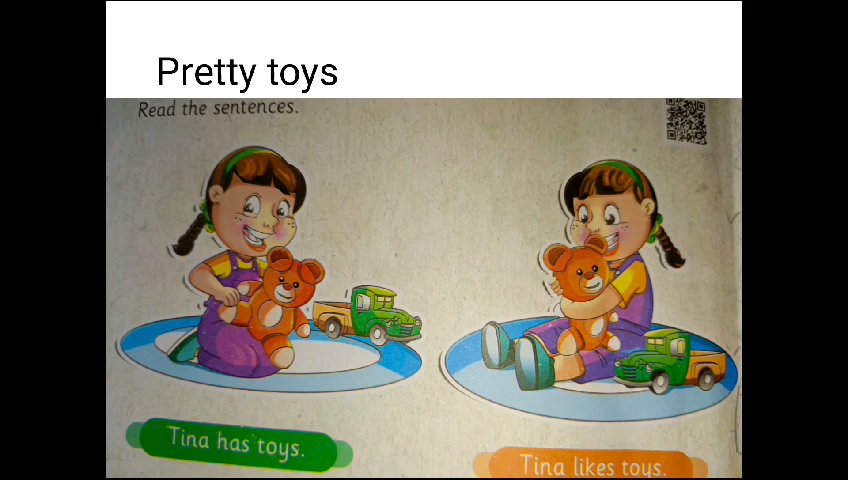 Pretty toys
Read the sentences.
Tina has toys.
Tina likes toys.